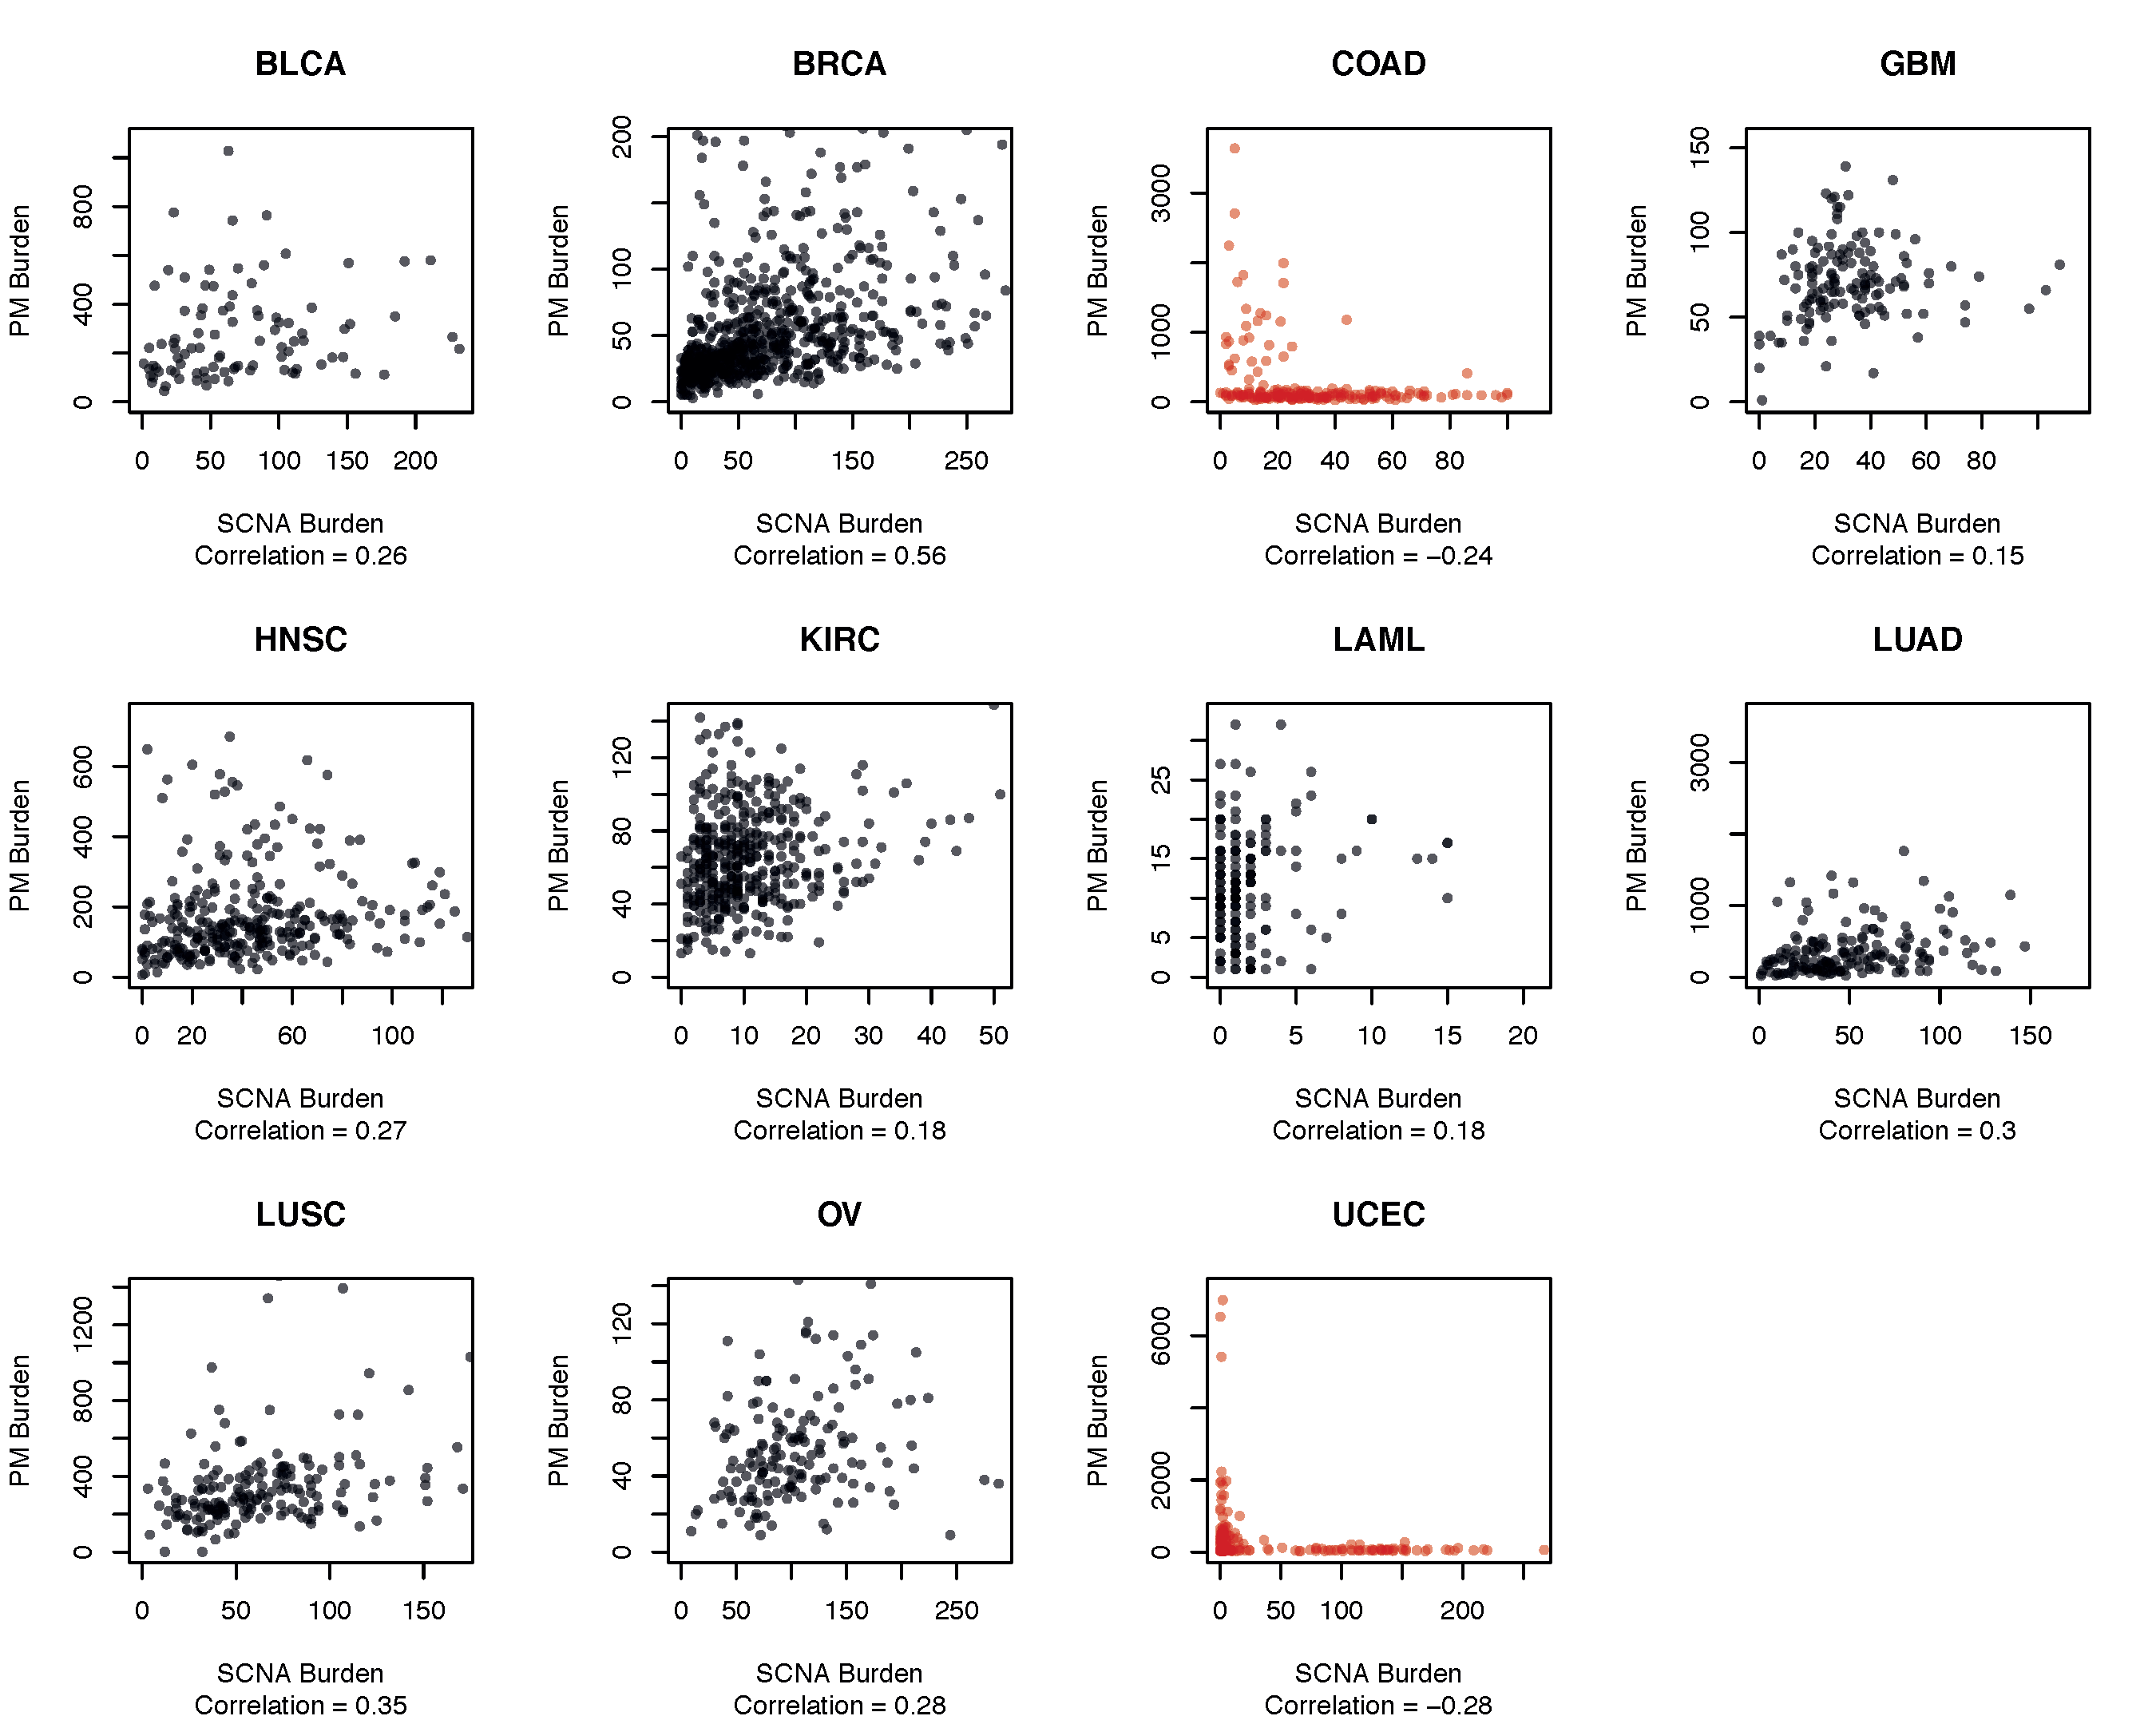 BLCA
PM Burden
0 400 800
0 50 100 150 200
SCNA Burden
Correlation = 0.26
BRCA
PM Burden
0 50 100 200
0 50 150 250
SCNA Burden
Correlation = 0.56
COAD
PM Burden
0 1000 3000
0 20 40 60 80
SCNA Burden
Correlation = −0.24
GBM
PM Burden
0 50 100 150
0 20 40 60 80
SCNA Burden
Correlation = 0.15
HNSC
PM Burden
0 200 400 600
0 20 60 100
SCNA Burden
Correlation = 0.27
KIRC
PM Burden
0 40 80 120
0 10 20 30 40 50
SCNA Burden
Correlation = 0.18
LAML
PM Burden
0 5 15 25
0 5 10 15 20
SCNA Burden
Correlation = 0.18
LUAD
PM Burden
0 1000 3000
0 50 100 150
SCNA Burden
Correlation = 0.3
LUSC
PM Burden
0 400 800 1200
0 50 100 150
SCNA Burden
Correlation = 0.35
OV
PM Burden
0 40 80 120
0 50 150 250
SCNA Burden
Correlation = 0.28
UCEC
PM Burden
0 2000 6000
0 50 100 200
SCNA Burden
Correlation = −0.28